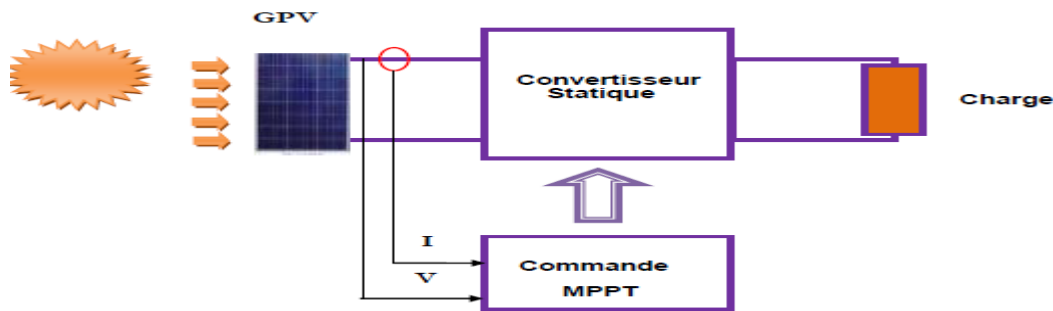 GPV
Convertisseur
Statique
Charge
I
V
Commande
MPPT